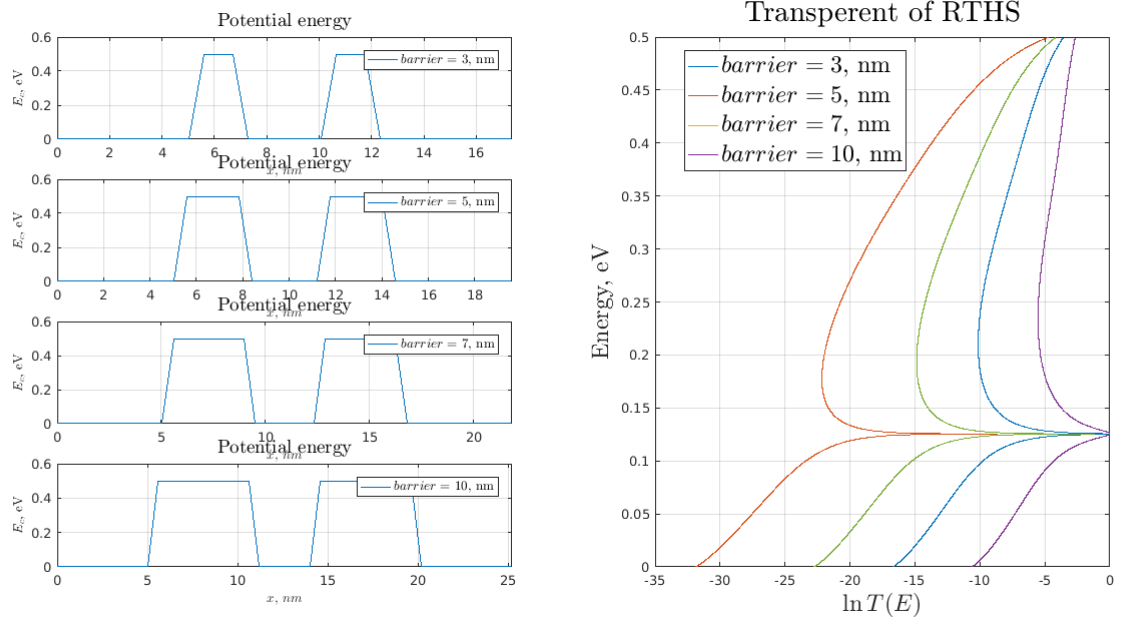 Potential energy
0.6
0.4
0.2
0
E_c, eV
barrier = 3, nm
0 2 4 6 8 10 12 14 16
x, nm
Potential energy
0.6
0.4
0.2
0
E_c, eV
barrier = 5, nm
0 2 4 6 8 10 12 14 16 18
x, nm
Potential energy
0.6
0.4
0.2
0
E_c, eV
barrier = 7, nm
0 5 10 15 20
x, nm
Potential energy
0.6
0.4
0.2
0
E_c, eV
barrier = 10, nm
0 5 10 15 20 25
x, nm
Transperent of RTHS
barrier = 3, nm
barrier = 5, nm
barrier = 7, nm
barrier = 10, nm
0.5
0.45
0.4
0.35
0.3
0.25
0.2
0.15
0.1
0.05
0
Energy, eV
-35 -30 -25 -20 -15 -10 -5 0
ln T(E)